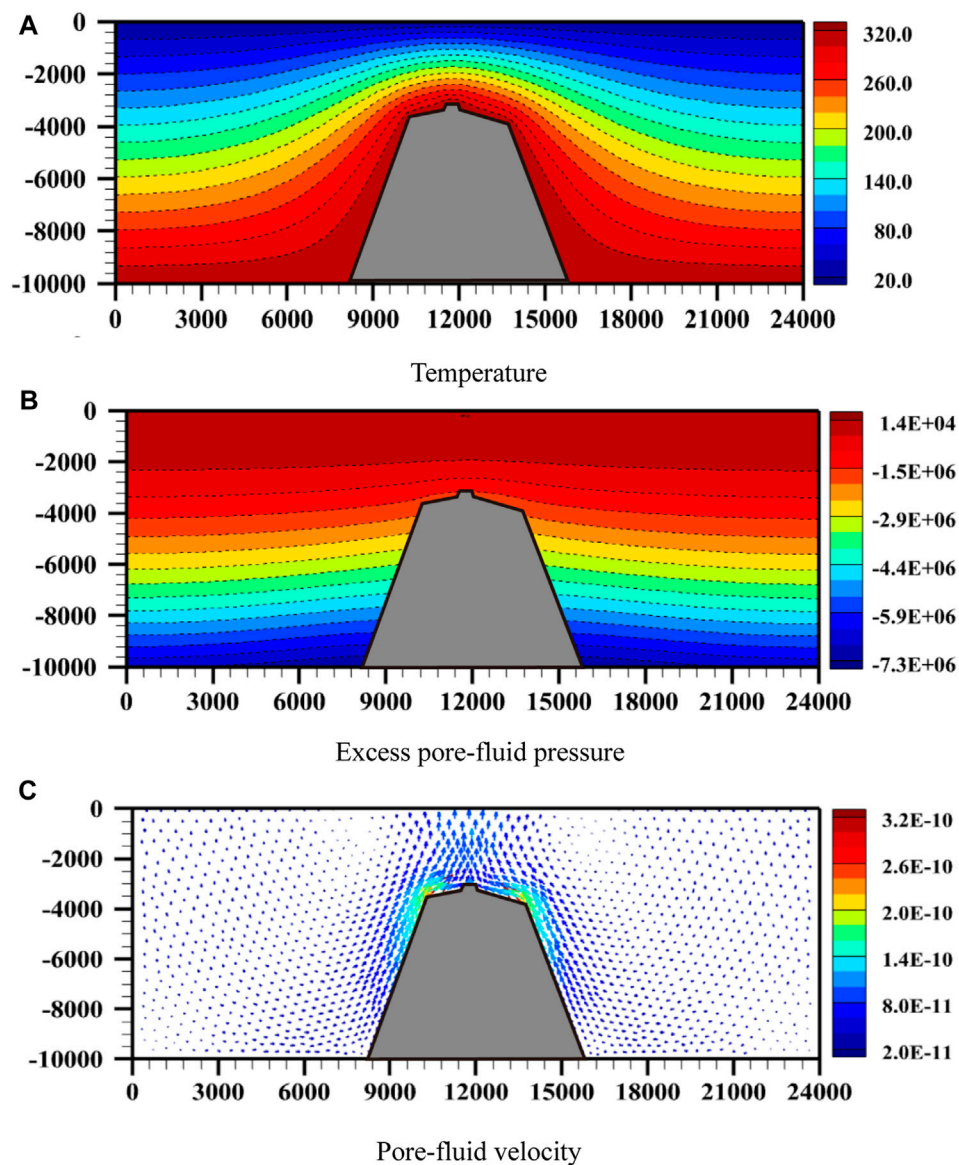 A
0
-2000
-4000
-6000
-8000
-10000
0 3000 6000 9000 12000 15000 18000 21000 24000
320.0
260.0
200.0
140.0
80.0
20.0
Temperature
B
0
-2000
-4000
-6000
-8000
-10000
0 3000 6000 9000 12000 15000 18000 21000 24000
1.4E+04
-1.5E+06
-2.9E+06
-4.4E+06
-5.9E+06
-7.3E+06
Excess pore-fluid pressure
C
0
-2000
-4000
-6000
-8000
-10000
0 3000 6000 9000 12000 15000 18000 21000 24000
3.2E-10
2.6E-10
2.0E-10
1.4E-10
8.0E-11
2.0E-11
Pore-fluid velocity